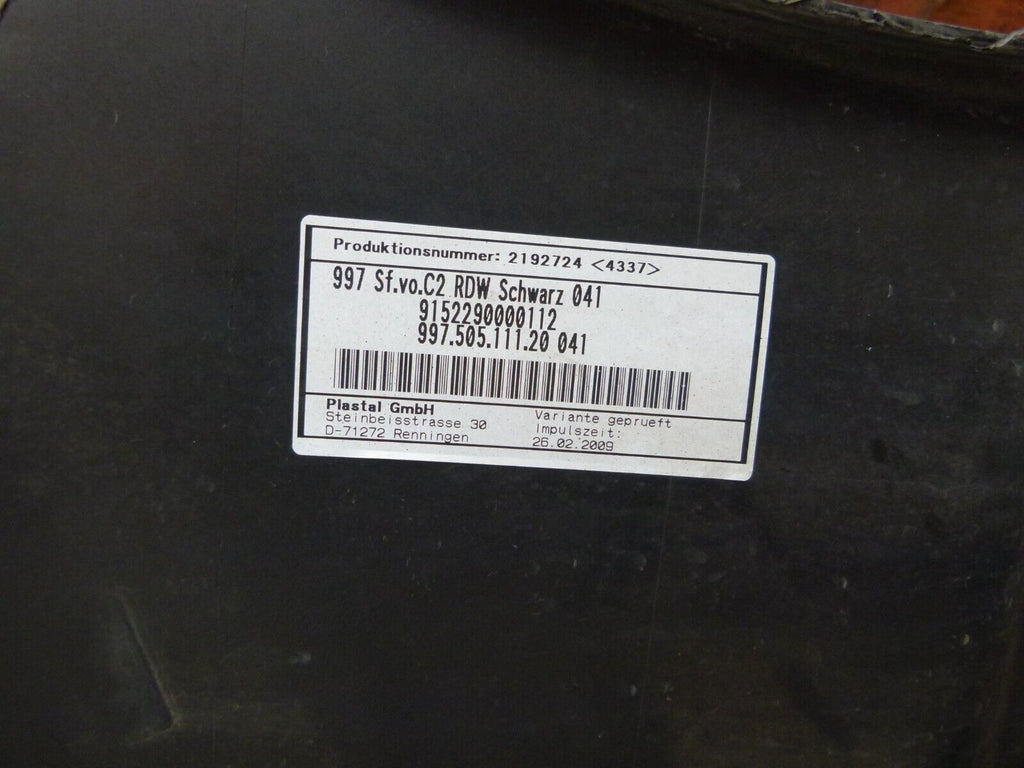 Produktionsnummer: 2192724 <4337>
997 Sf.vo.C2 RDW Schwarz 041
9152290000112
997.505.111.20 041
Plastal GmbH
Steinbeisstrasse 30
D-71272 Renningen
Variante geprueft
Impulszeit:
26.02.2009